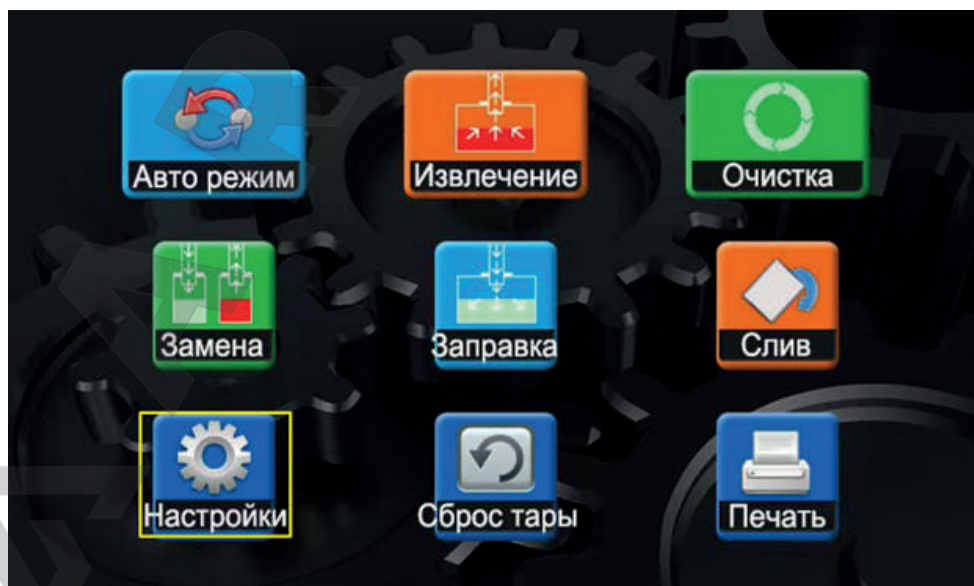 Авто режим
Извлечение
Очистка
Замена
Заправка
Слив
Настройки
Сброс тары
Печать